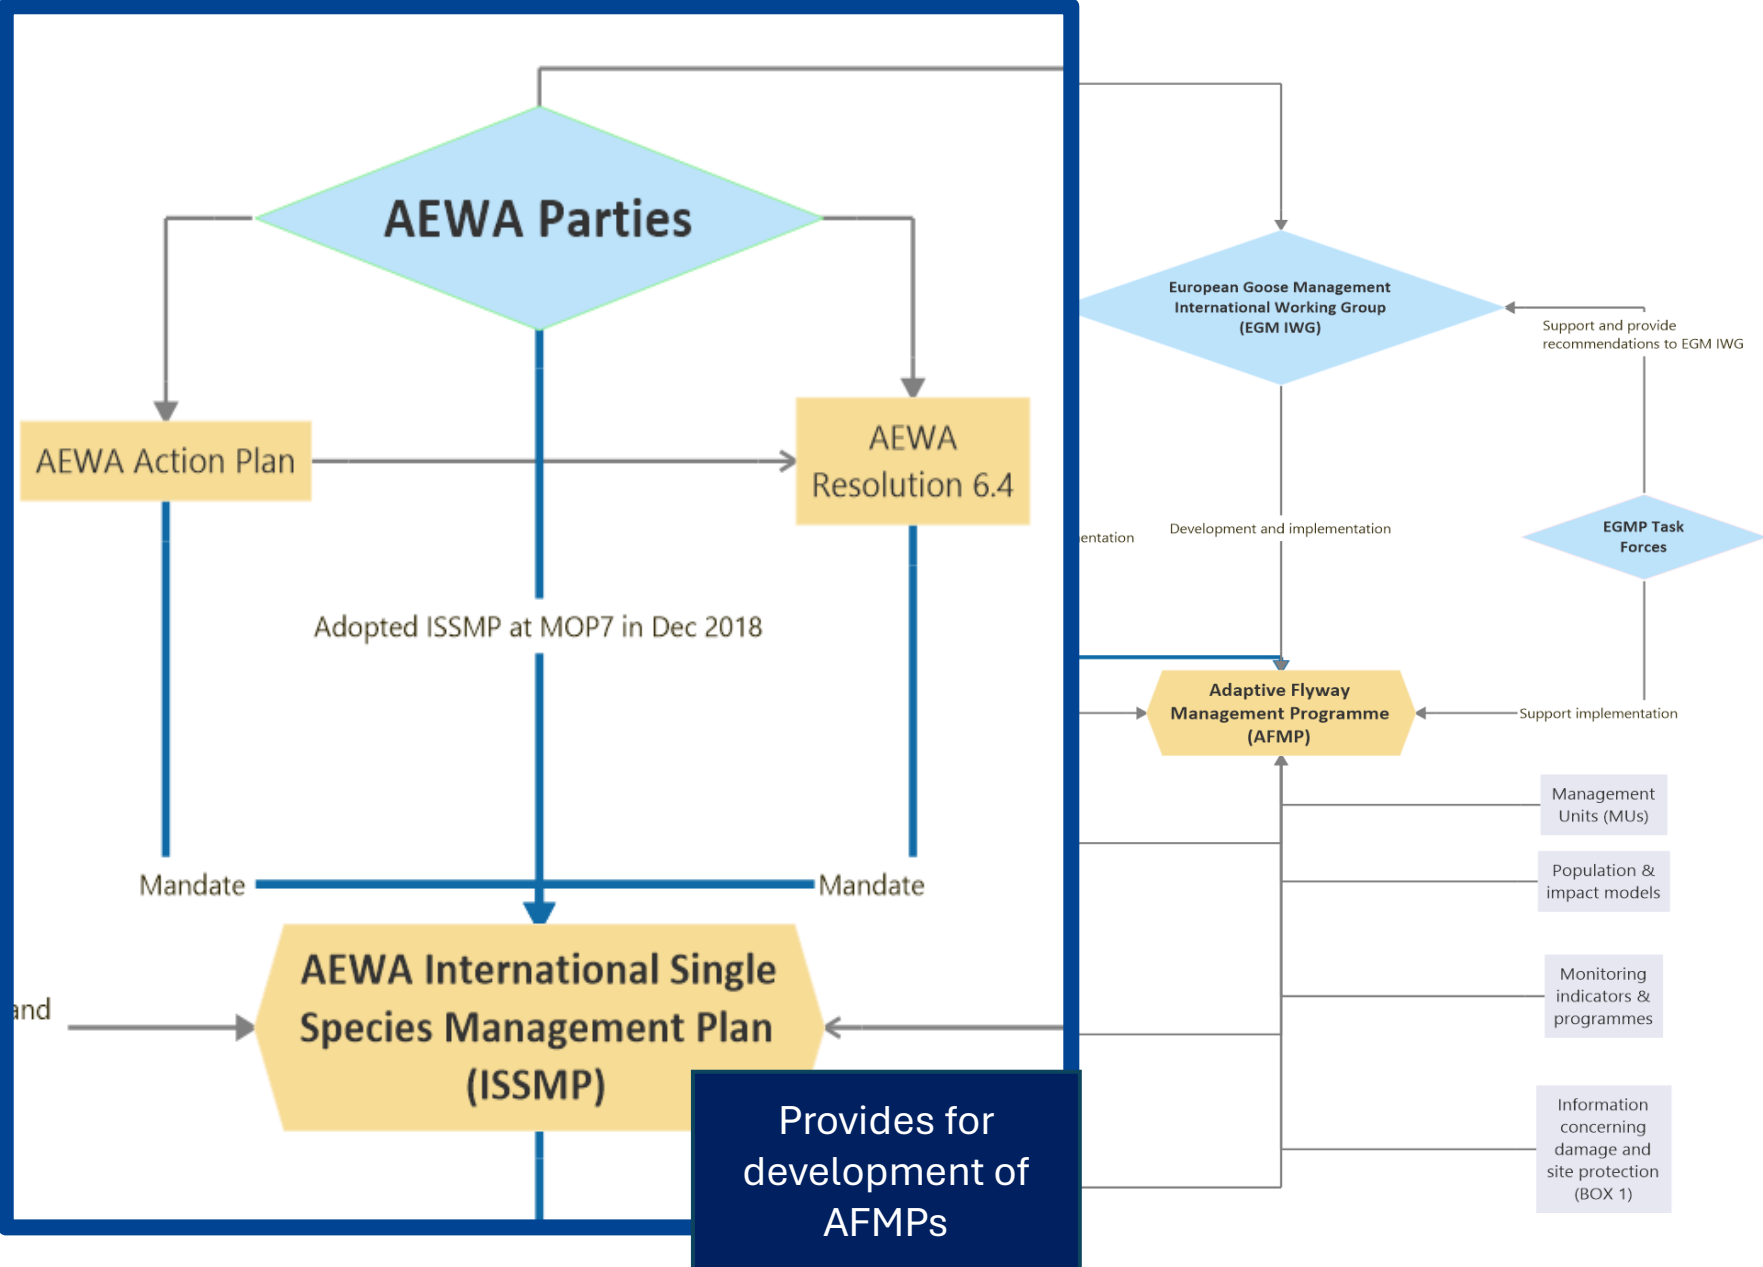 AEWA Parties
AEWA Action Plan
AEWA
Resolution 6.4
Adopted ISSMP at MOP7 in Dec 2018
Mandate
Mandate
and
AEWA International Single
Species Management Plan
(ISSMP)
Provides for
development of
AFMPs
European Goose Management
International Working Group
(EGM IWG)
Support and provide
recommendations to EGM IWG
entation
Development and implementation
EGMP Task
Forces
Adaptive Flyway
Management Programme
(AFMP)
Support implementation
Management
Units (MUs)
Population &
impact models
Monitoring
indicators &
programmes
Information
concerning
damage and
site protection
(BOX 1)